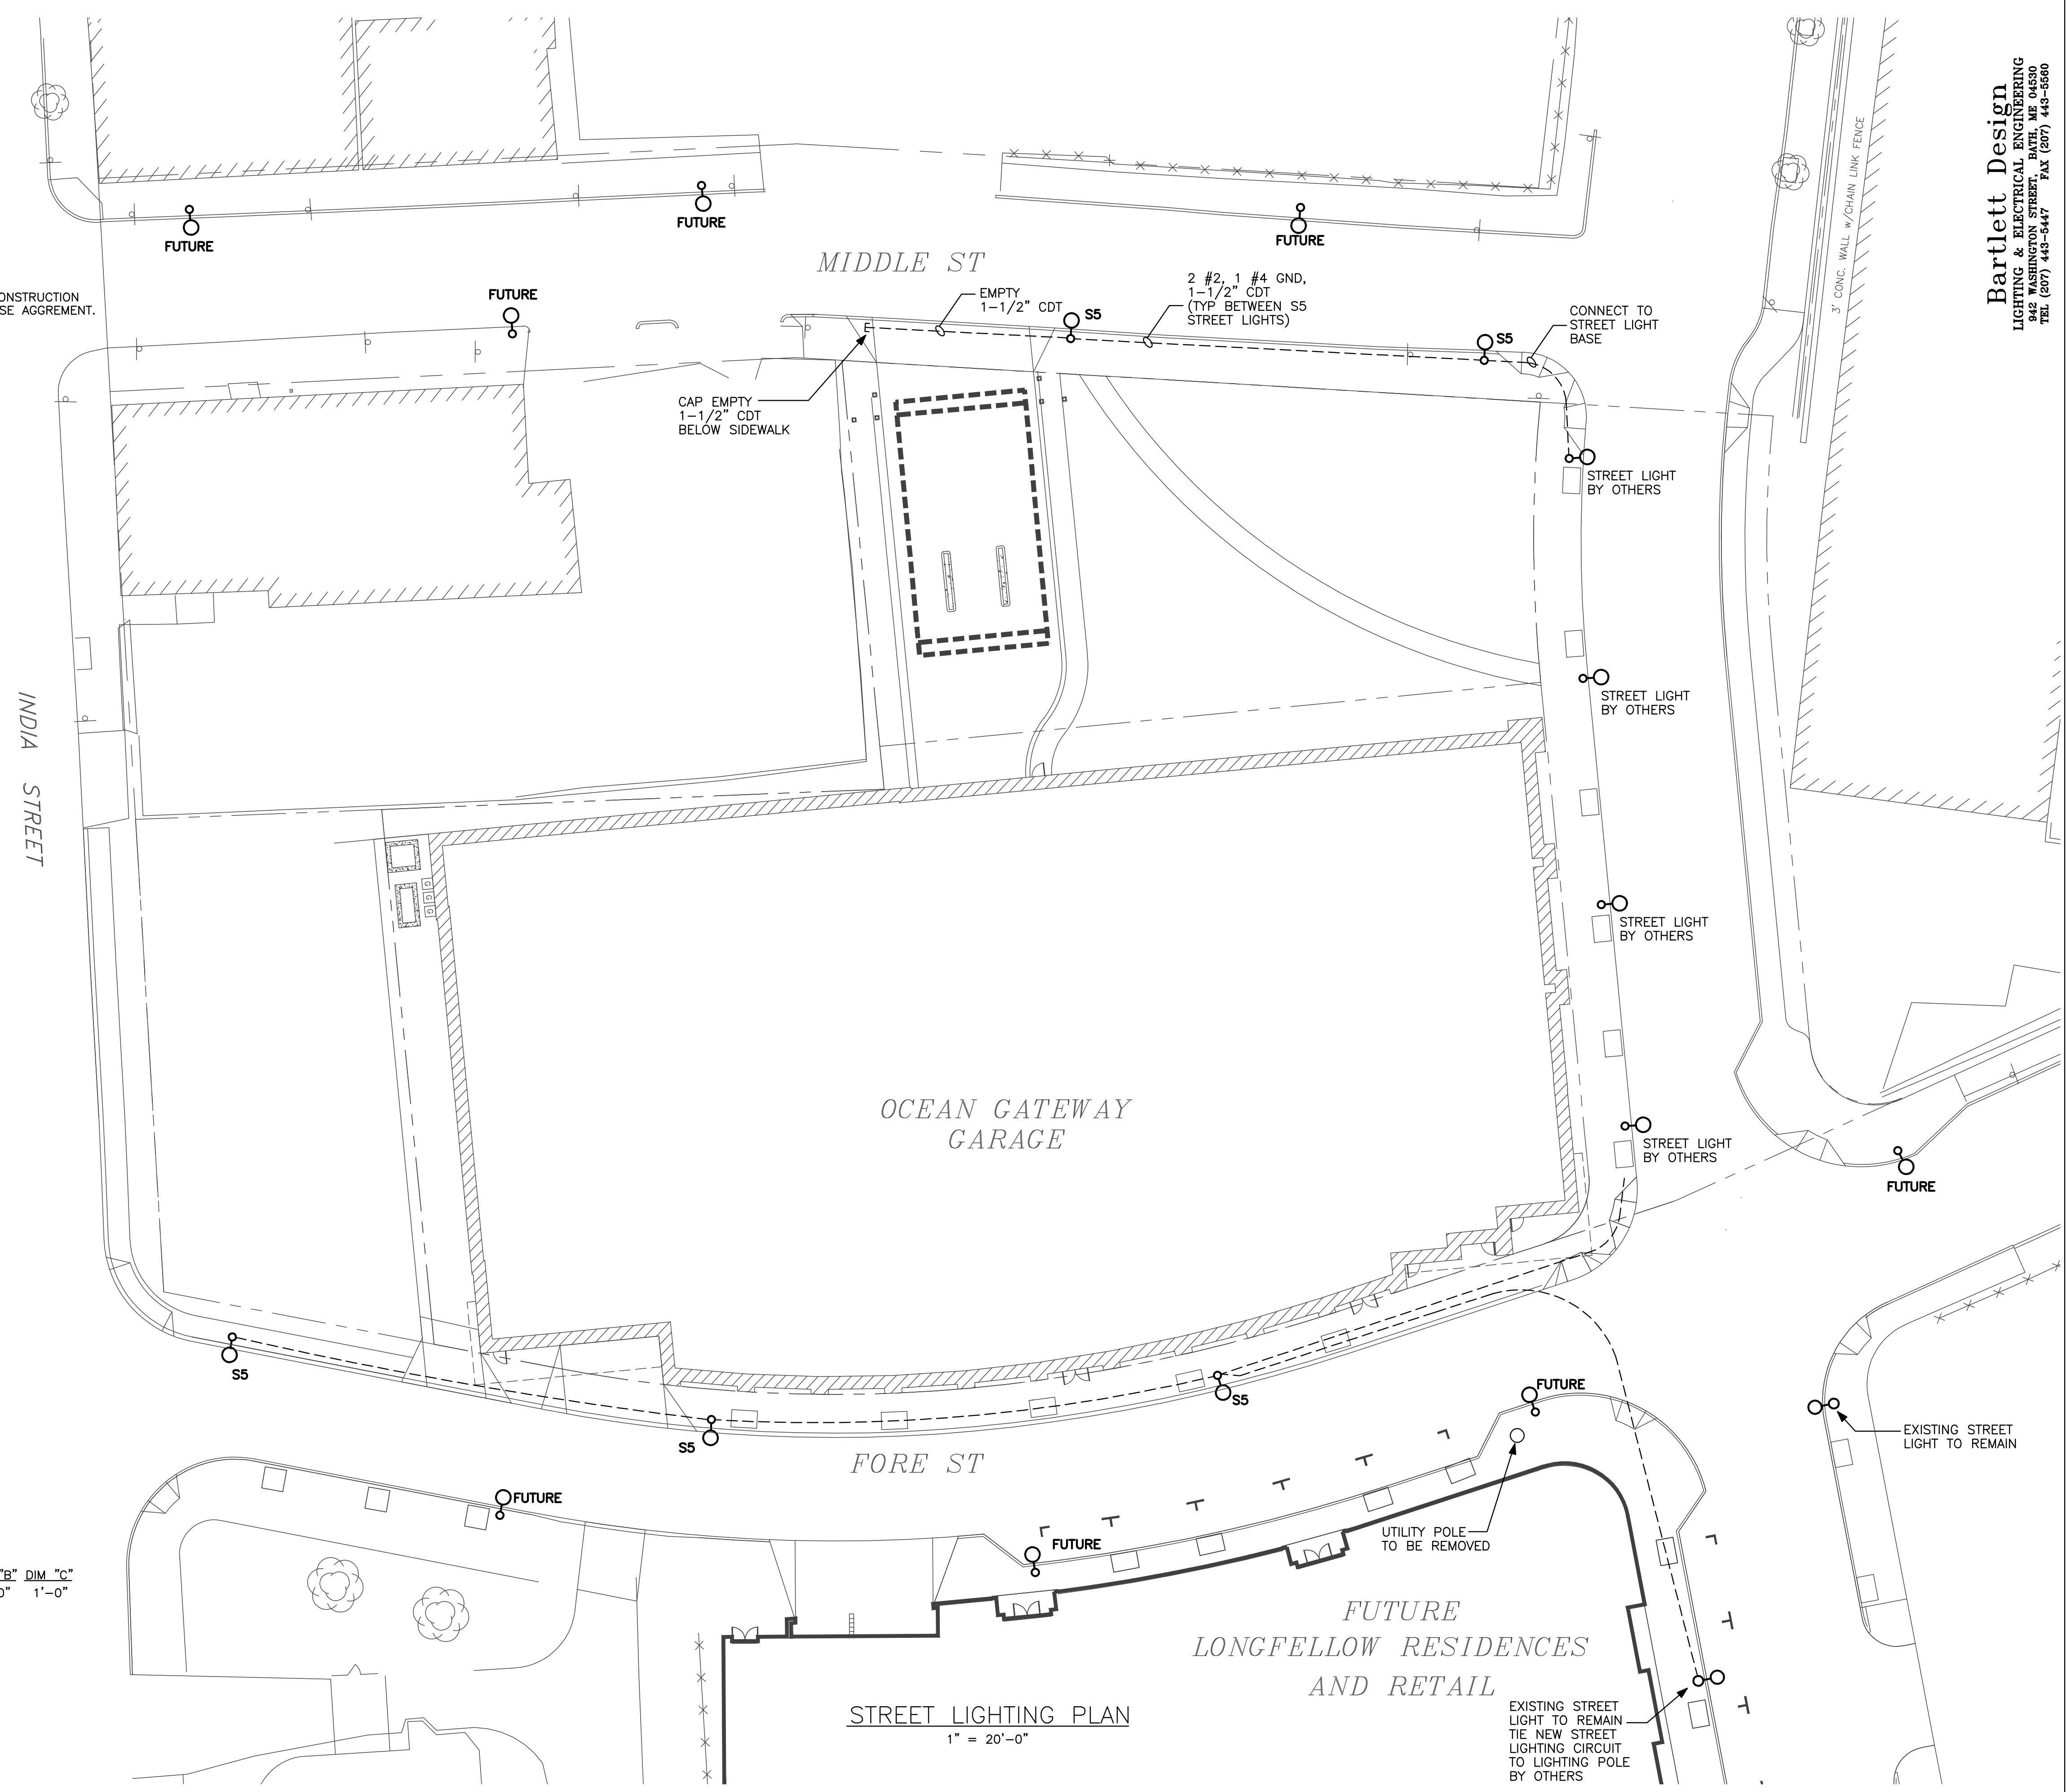 Bartlett Design
LIGHTING & ELECTRICAL ENGINEERING
942 WASHINGTON STREET, BATH, ME 04530
TEL (207) 443-5447 FAX (207) 443-5560
3' CONC. WALL w/CHAIN LINK FENCE
FUTURE
FUTURE
FUTURE
MIDDLE ST
ONSTRUCTION
SE AGGREMENT.
FUTURE
EMPTY
1-1/2" CDT
S5
2 #2, 1 #4 GND,
1-1/2" CDT
(TYP BETWEEN S5
STREET LIGHTS)
S5
CONNECT TO
STREET LIGHT
BASE
CAP EMPTY
1-1/2" CDT
BELOW SIDEWALK
STREET LIGHT
BY OTHERS
STREET LIGHT
BY OTHERS
INDIA STREET
G
G
G
STREET LIGHT
BY OTHERS
OCEAN GATEWAY
GARAGE
STREET LIGHT
BY OTHERS
FUTURE
S5
S5
S5
FUTURE
FORE ST
EXISTING STREET
LIGHT TO REMAIN
FUTURE
FUTURE
UTILITY POLE
TO BE REMOVED
"B" DIM "C"
0" 1'-0"
FUTURE
LONGFELLOW RESIDENCES
AND RETAIL
STREET LIGHTING PLAN
1" = 20'-0"
EXISTING STREET
LIGHT TO REMAIN
TIE NEW STREET
LIGHTING CIRCUIT
TO LIGHTING POLE
BY OTHERS